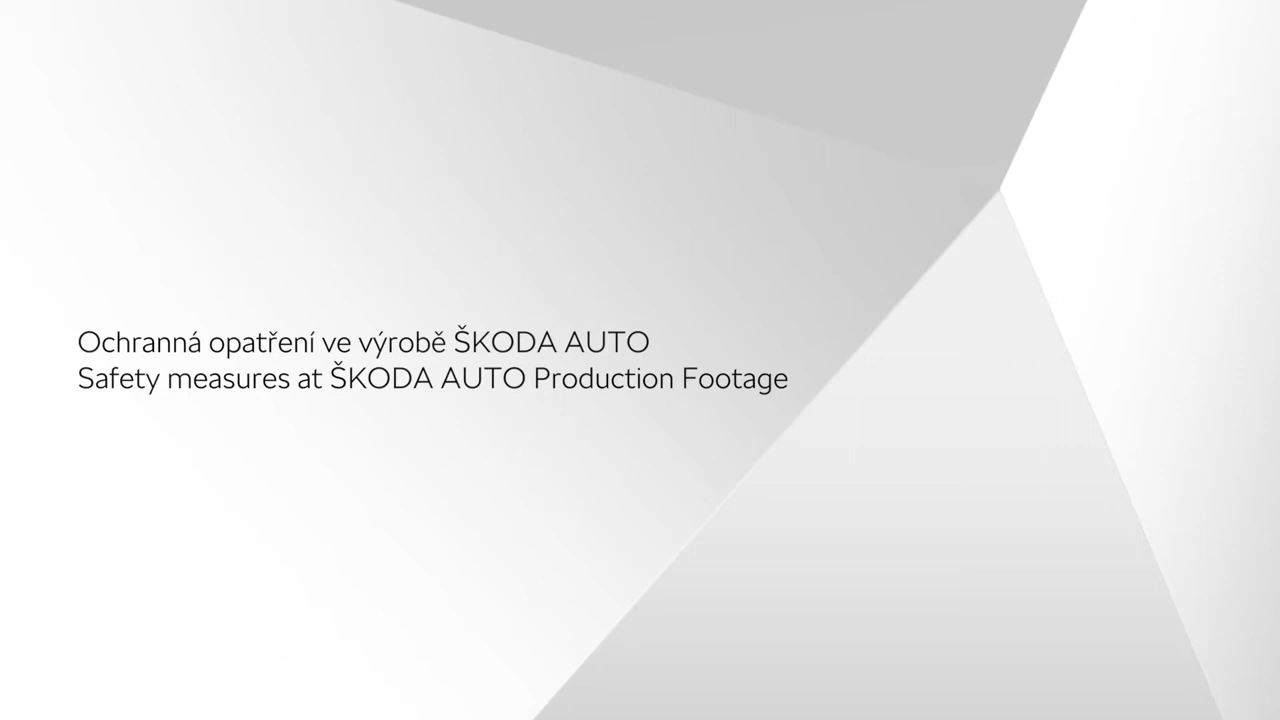 Ochranná opatření ve výrobě ŠKODA AUTO
Safety measures at ŠKODA AUTO Production Footage